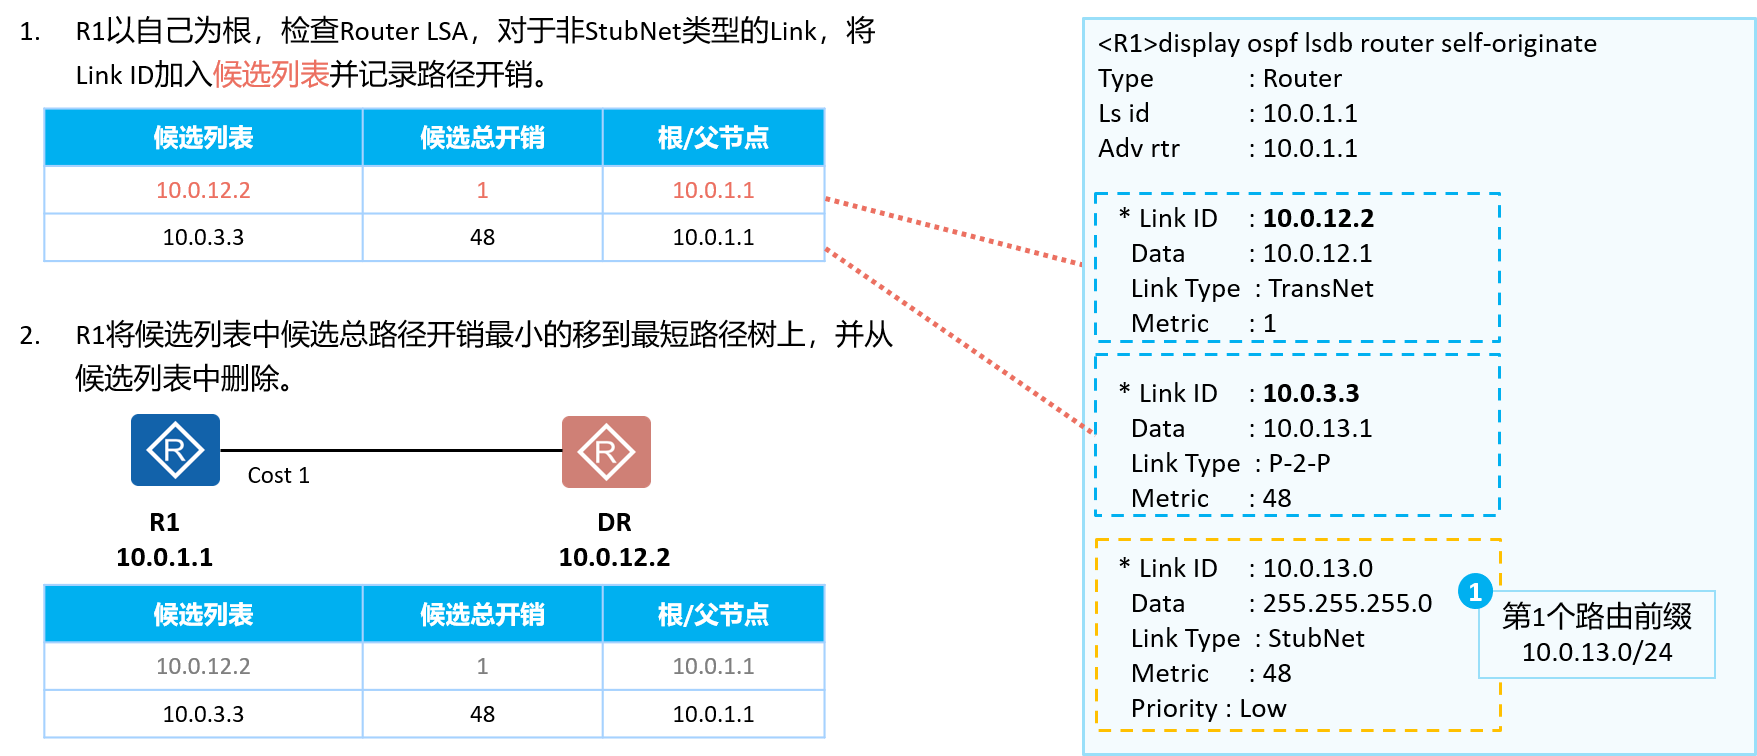 1. R1以自己为根，检查Router LSA，对于非StubNet类型的Link，将
Link ID加入候选列表并记录路径开销。
候选列表 候选总开销 根/父节点
10.0.12.2 1 10.0.1.1
10.0.3.3 48 10.0.1.1
2. R1将候选列表中候选总路径开销最小的移到最短路径树上，并从
候选列表中删除。
R R
Cost 1
R1 DR
10.0.1.1 10.0.12.2
候选列表 候选总开销 根/父节点
10.0.12.2 1 10.0.1.1
10.0.3.3 48 10.0.1.1
<R1>display ospf lsdb router self-originate
Type : Router
Ls id : 10.0.1.1
Adv rtr : 10.0.1.1
* Link ID : 10.0.12.2
Data : 10.0.12.1
Link Type : TransNet
Metric : 1
* Link ID : 10.0.3.3
Data : 10.0.13.1
Link Type : P-2-P
Metric : 48
* Link ID : 10.0.13.0
Data : 255.255.255.0
Link Type : StubNet
Metric : 48
Priority : Low
1
第1个路由前缀
10.0.13.0/24